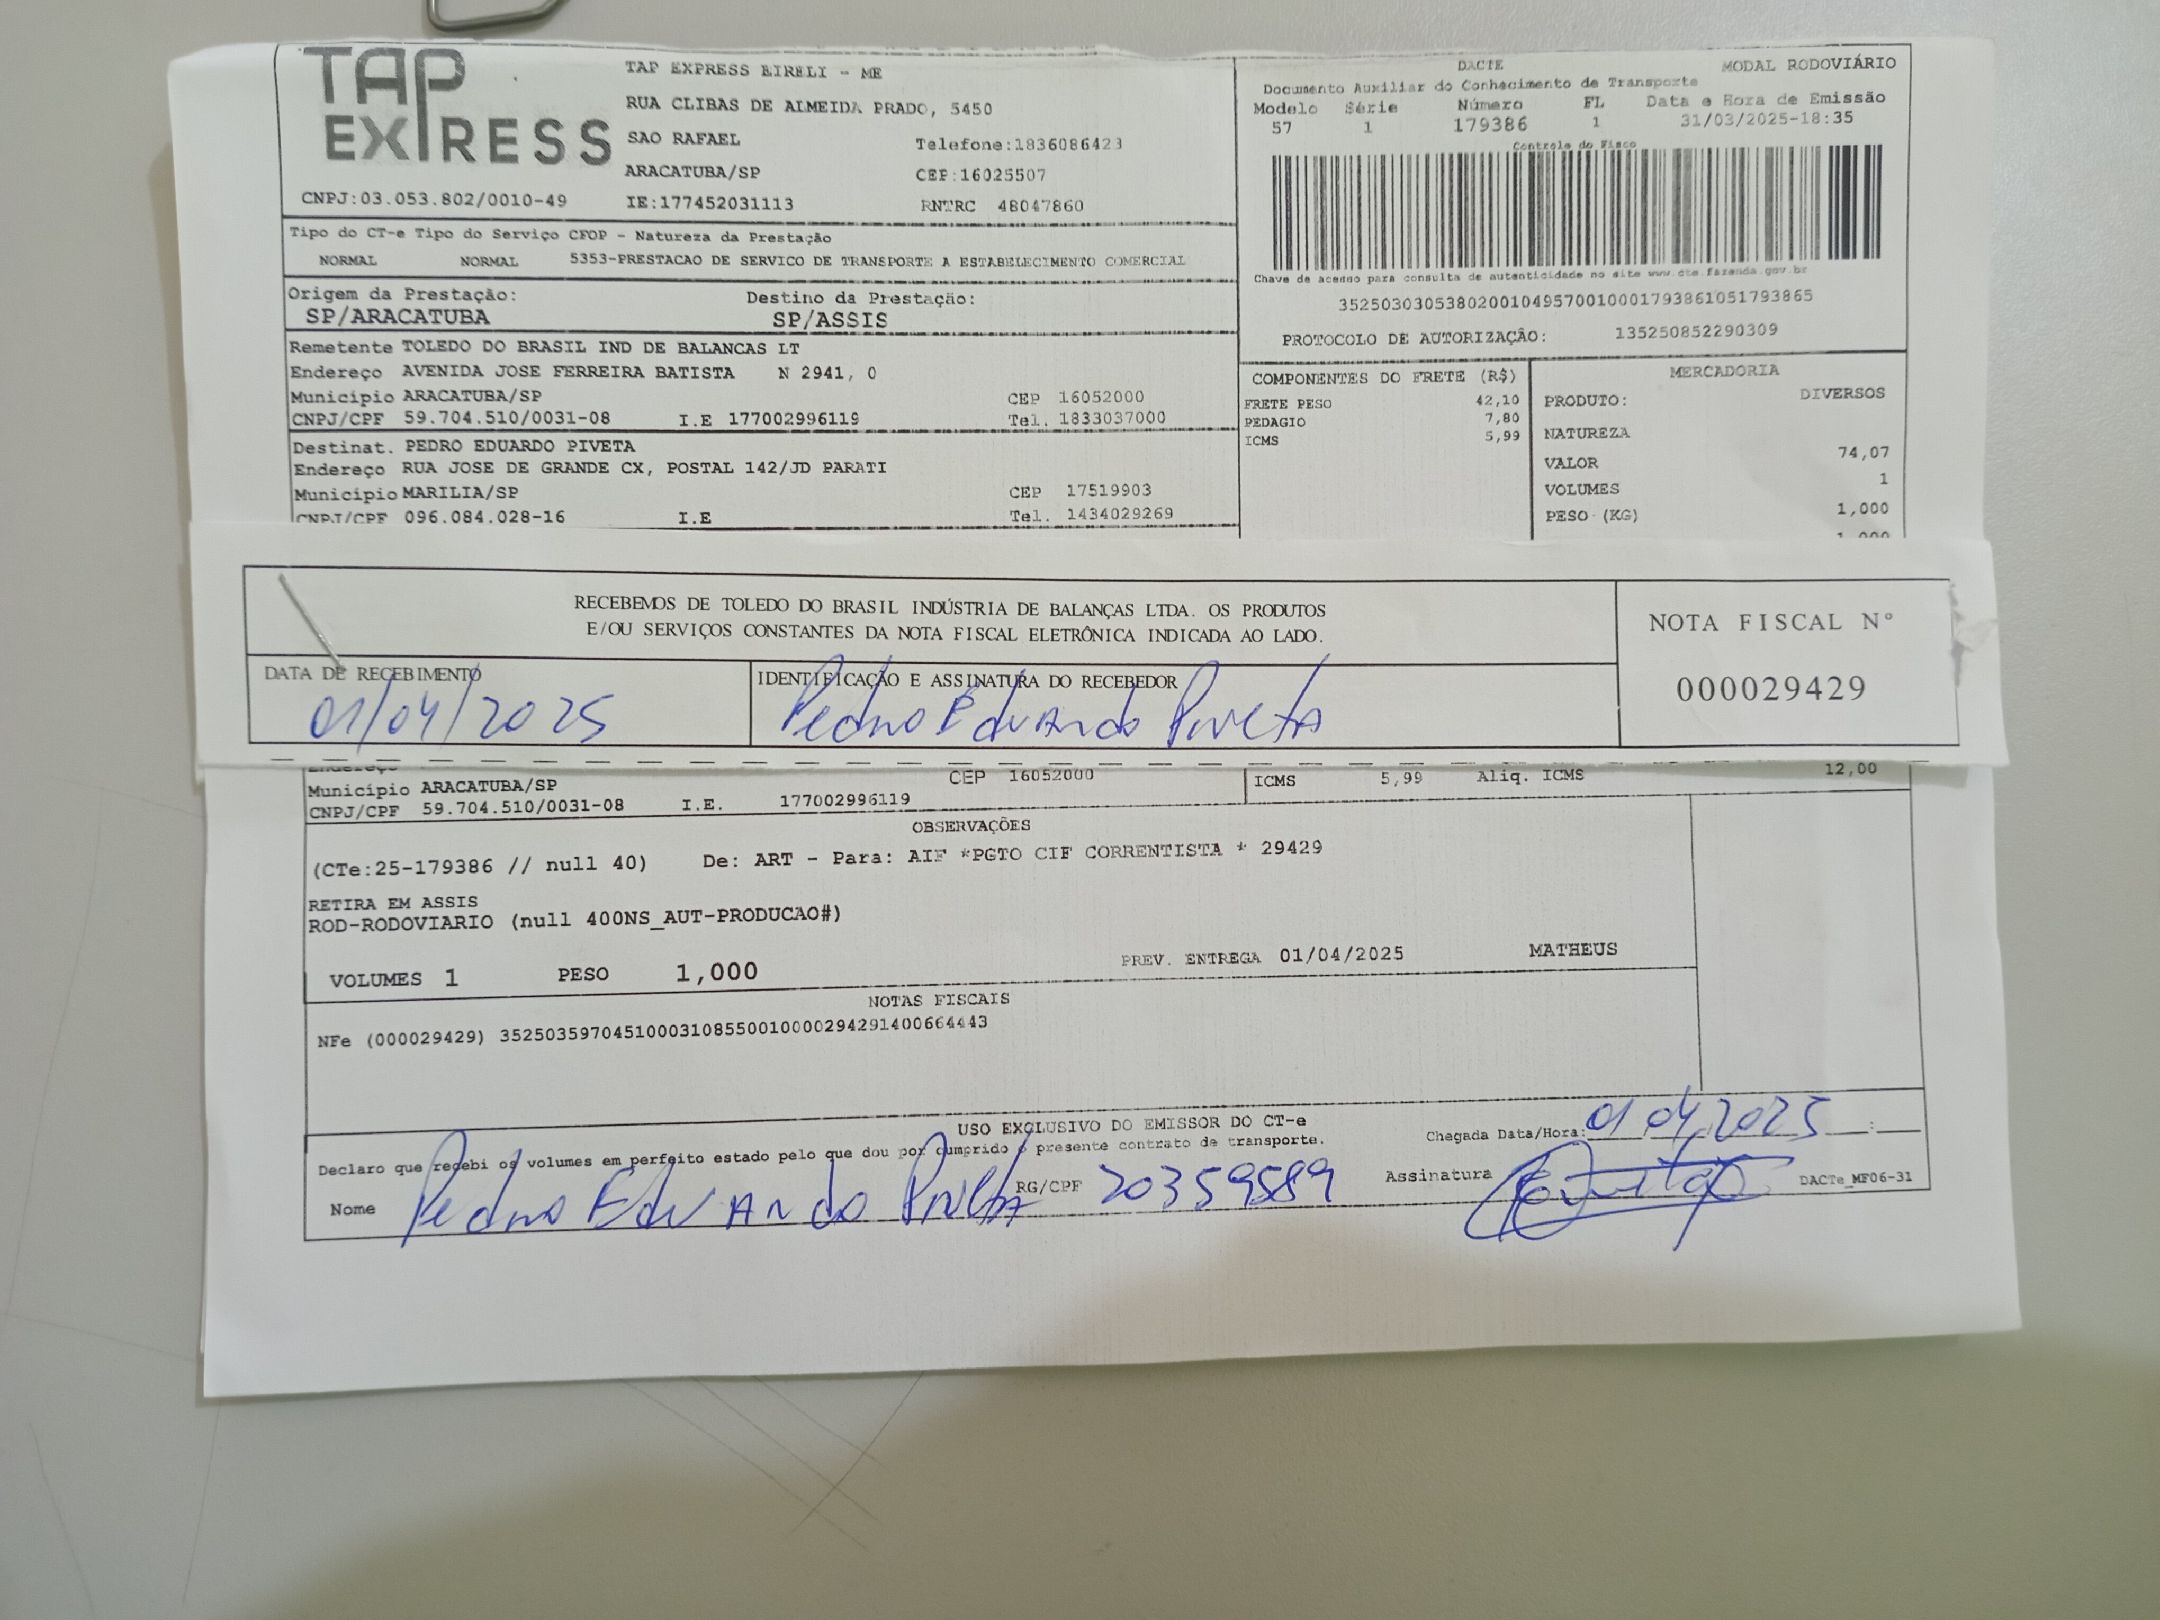 TAP
EXPRESS
TAP EXPRESS EIRELI - ME
RUA CLIBAS DE ALMEIDA PRADO, 5450
SAO RAFAEL
Telefone:1836086423
ARACATUBA/SP
CEP:16025507
CNPJ:03.053.802/0010-49
IE:177452031113
RNTRC 48047860
DACTE
MODAL RODOVIÁRIO
Documento Auxiliar do Conhecimento de Transporte
Modelo Série Número FL Data e Hora de Emissão
57 1 179386 1 31/03/2025-18:35
Controle do Fisco
Chave de acesso para consulta de autenticidade no site www.cte.fazenda.gov.br
35250303053802001049570010001793861051793865
PROTOCOLO DE AUTORIZAÇÃO: 135250852290309
Tipo do CT-e Tipo do Serviço CFOP - Natureza da Prestação
NORMAL NORMAL 5353-PRESTACAO DE SERVICO DE TRANSPORTE A ESTABELECIMENTO COMERCIAL
Origem da Prestação: Destino da Prestação:
SP/ARACATUBA SP/ASSIS
Remetente TOLEDO DO BRASIL IND DE BALANCAS LT
Endereço AVENIDA JOSE FERREIRA BATISTA N 2941, 0
Município ARACATUBA/SP CEP 16052000
CNPJ/CPF 59.704.510/0031-08 I.E 177002996119 Tel. 1833037000
Destinat. PEDRO EDUARDO PIVETA
Endereço RUA JOSE DE GRANDE CX, POSTAL 142/JD PARATI
Município MARILIA/SP CEP 17519903
CNPJ/CPF 096.084.028-16 I.E Tel. 1434029269
COMPONENTES DO FRETE (R$)
FRETE PESO 42,10
PEDAGIO 7,80
ICMS 5,99
MERCADORIA
PRODUTO: DIVERSOS
NATUREZA
VALOR 74,07
VOLUMES 1
PESO (KG) 1,000
1,000
RECEBEMOS DE TOLEDO DO BRASIL INDÚSTRIA DE BALANÇAS LTDA. OS PRODUTOS
E/OU SERVIÇOS CONSTANTES DA NOTA FISCAL ELETRÔNICA INDICADA AO LADO.
NOTA FISCAL Nº
000029429
DATA DE RECEBIMENTO
01/04/2025
IDENTIFICAÇÃO E ASSINATURA DO RECEBEDOR
Pedro Eduardo Piveta
Endereço
Município ARACATUBA/SP CEP 16052000
CNPJ/CPF 59.704.510/0031-08 I.E. 177002996119
ICMS 5,99 Aliq. ICMS 12,00
OBSERVAÇÕES
(CTe:25-179386 // null 40) De: ART - Para: AIF *PGTO CIF CORRENTISTA * 29429
RETIRA EM ASSIS
ROD-RODOVIARIO (null 400NS_AUT-PRODUCAO#)
VOLUMES 1 PESO 1,000 PREV. ENTREGA 01/04/2025 MATHEUS
NOTAS FISCAIS
NFe (000029429) 35250359704510003108550010000294291400664443
USO EXCLUSIVO DO EMISSOR DO CT-e
Declaro que recebi os volumes em perfeito estado pelo que dou por cumprido o presente contrato de transporte.
Chegada Data/Hora: 01 04 2025 :
Nome Pedro Eduardo Piveta RG/CPF 20359589 Assinatura
DACTe_MF06-31